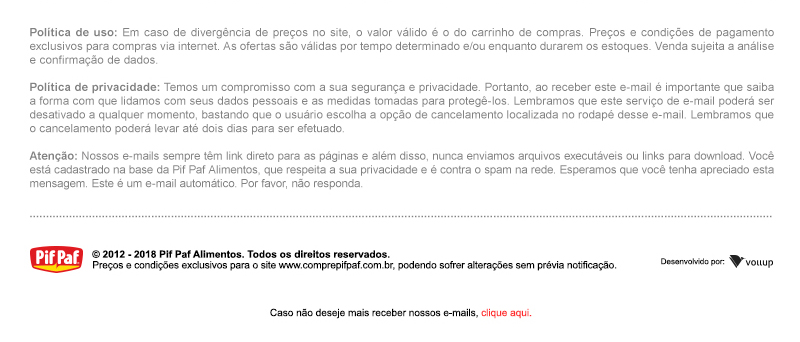 Política de uso: Em caso de divergência de preços no site, o valor válido é o do carrinho de compras. Preços e condições de pagamento
exclusivos para compras via internet. As ofertas são válidas por tempo determinado e/ou enquanto durarem os estoques. Venda sujeita a análise
e confirmação de dados.
Política de privacidade: Temos um compromisso com a sua segurança e privacidade. Portanto, ao receber este e-mail é importante que saiba
a forma com que lidamos com seus dados pessoais e as medidas tomadas para protegê-los. Lembramos que este serviço de e-mail poderá ser
desativado a qualquer momento, bastando que o usuário escolha a opção de cancelamento localizada no rodapé desse e-mail. Lembramos que
o cancelamento poderá levar até dois dias para ser efetuado.
Atenção: Nossos e-mails sempre têm link direto para as páginas e além disso, nunca enviamos arquivos executáveis ou links para download. Você
está cadastrado na base da Pif Paf Alimentos, que respeita a sua privacidade e é contra o spam na rede. Esperamos que você tenha apreciado esta
mensagem. Este é um e-mail automático. Por favor, não responda.
Pif Paf
© 2012 - 2018 Pif Paf Alimentos. Todos os direitos reservados.
Preços e condições exclusivos para o site www.comprepifpaf.com.br, podendo sofrer alterações sem prévia notificação.
Desenvolvido por: vollup
Caso não deseje mais receber nossos e-mails, clique aqui.